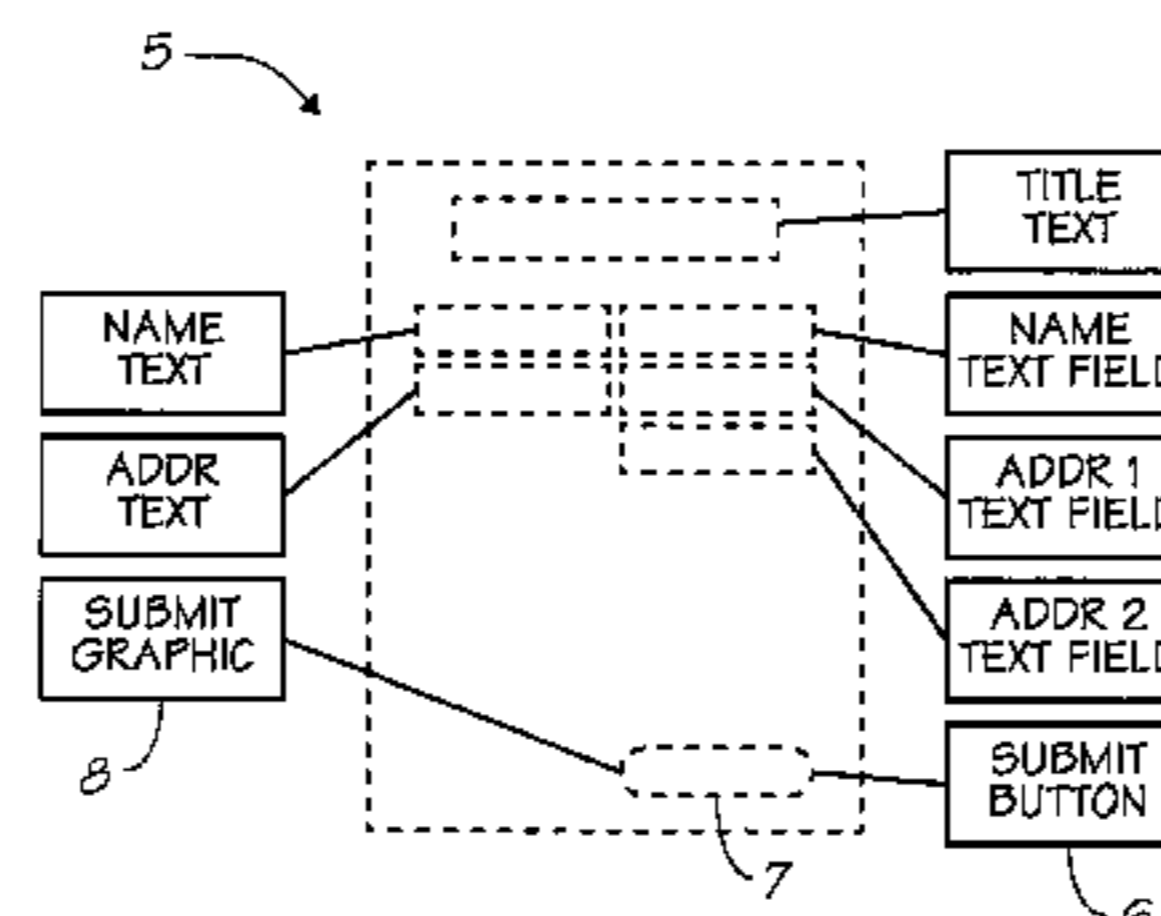 5
TITLE
TEXT
NAME
TEXT
NAME
TEXT FIELD
ADDR
TEXT
ADDR 1
TEXT FIELD
SUBMIT
GRAPHIC
ADDR 2
TEXT FIELD
8
SUBMIT
BUTTON
7
6